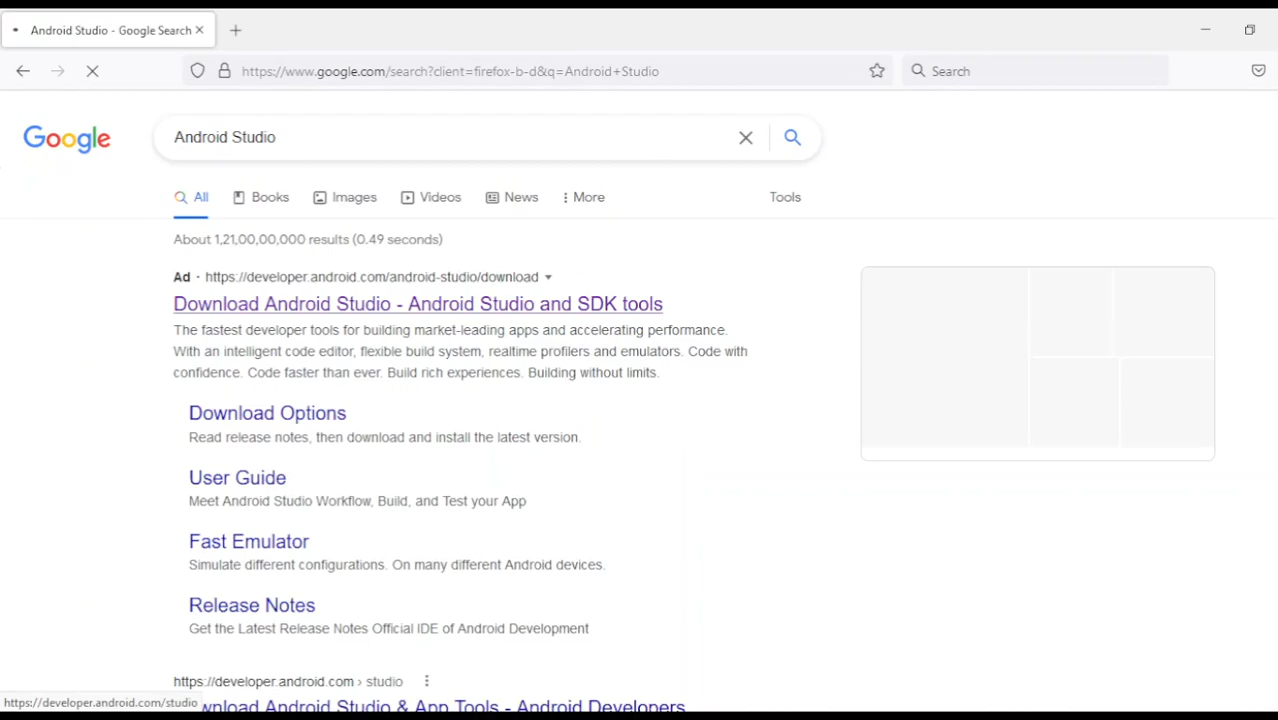 Android Studio - Google Search
https://www.google.com/search?client=firefox-b-d&q=Android+Studio
Search
Google
Android Studio
All
Books
Images
Videos
News
More
Tools
About 1,21,00,00,000 results (0.49 seconds)
Ad · https://developer.android.com/android-studio/download
Download Android Studio - Android Studio and SDK tools
The fastest developer tools for building market-leading apps and accelerating performance.
With an intelligent code editor, flexible build system, realtime profilers and emulators. Code with
confidence. Code faster than ever. Build rich experiences. Building without limits.
Download Options
Read release notes, then download and install the latest version.
User Guide
Meet Android Studio Workflow, Build, and Test your App
Fast Emulator
Simulate different configurations. On many different Android devices.
Release Notes
Get the Latest Release Notes Official IDE of Android Development
https://developer.android.com › studio
https://developer.android.com/studio
Android Studio & App Tools - Android Developers